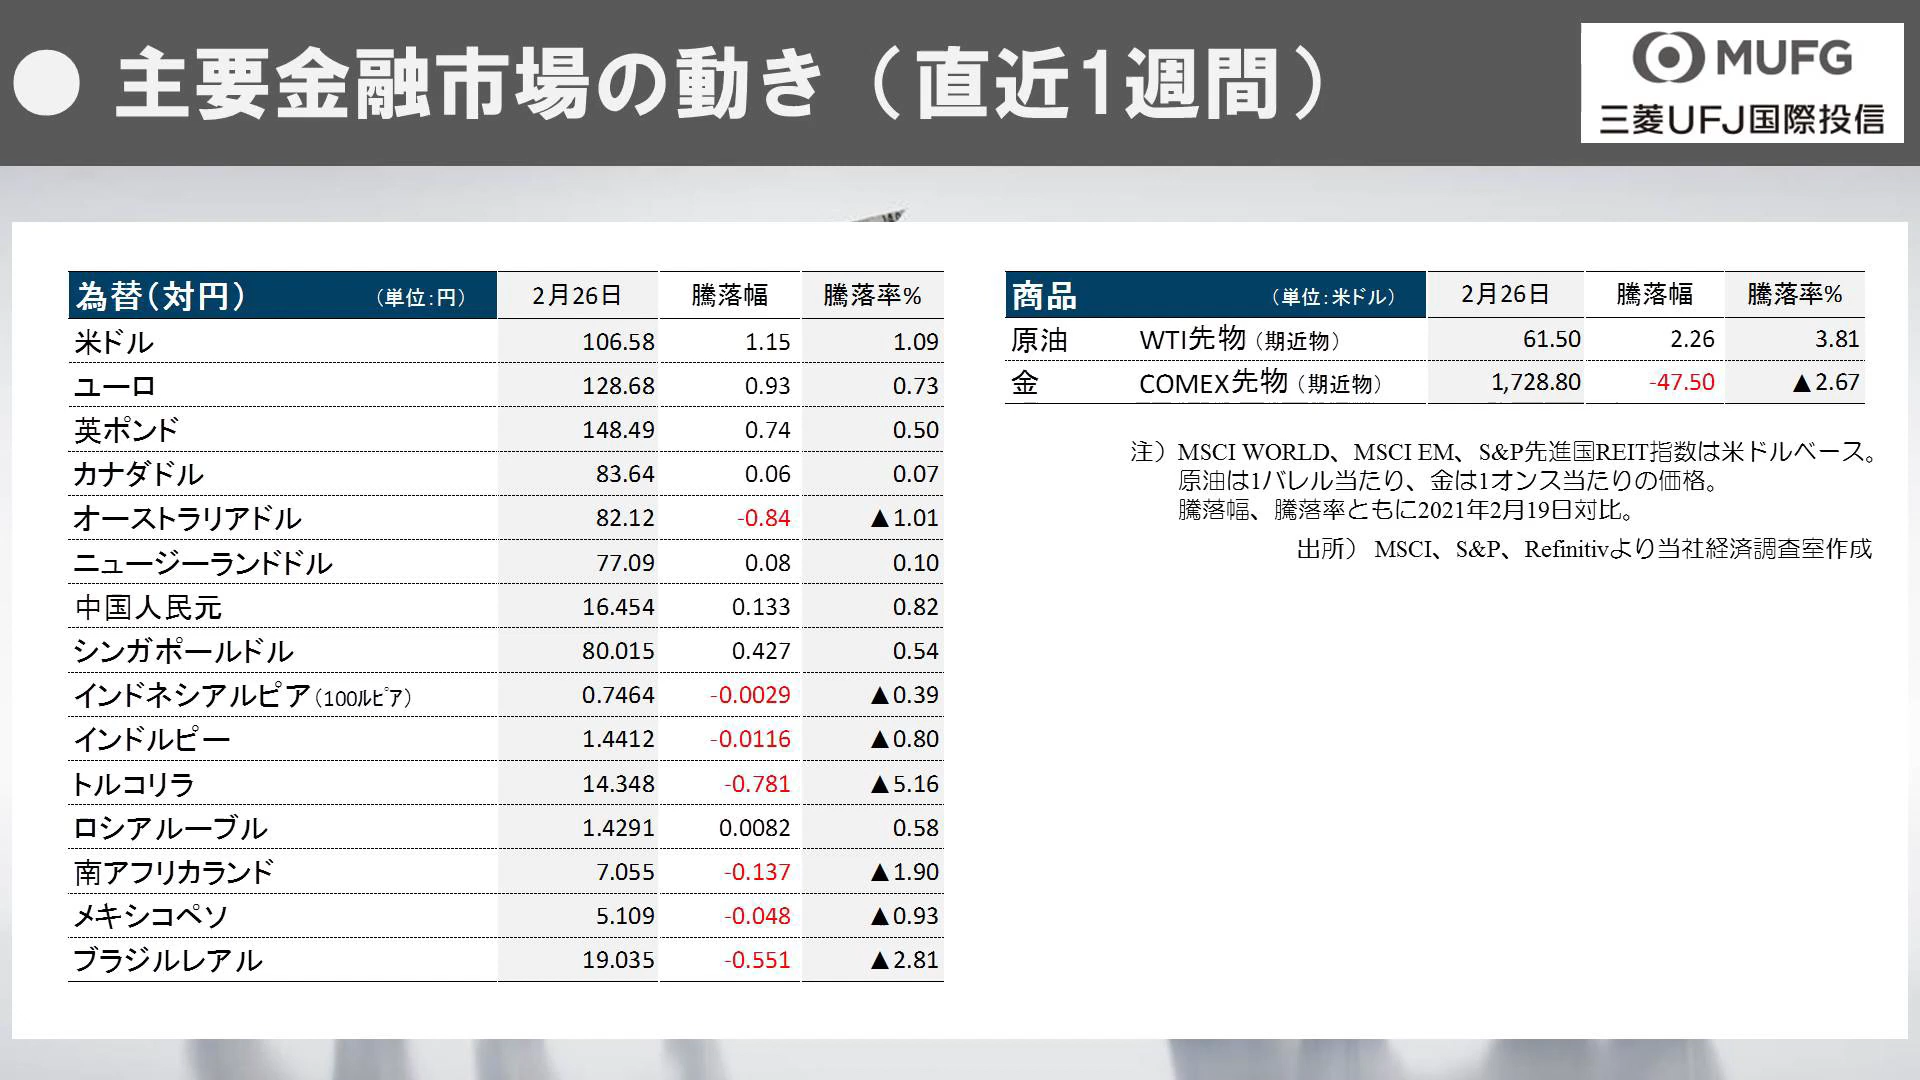 ● 主要金融市場の動き（直近1週間）
MUFG
三菱UFJ国際投信
為替(対円) (単位:円) 2月26日 騰落幅 騰落率%
米ドル 106.58 1.15 1.09
ユーロ 128.68 0.93 0.73
英ポンド 148.49 0.74 0.50
カナダドル 83.64 0.06 0.07
オーストラリアドル 82.12 -0.84 ▲1.01
ニュージーランドドル 77.09 0.08 0.10
中国人民元 16.454 0.133 0.82
シンガポールドル 80.015 0.427 0.54
インドネシアルピア(100ﾙﾋﾟｱ) 0.7464 -0.0029 ▲0.39
インドルピー 1.4412 -0.0116 ▲0.80
トルコリラ 14.348 -0.781 ▲5.16
ロシアルーブル 1.4291 0.0082 0.58
南アフリカランド 7.055 -0.137 ▲1.90
メキシコペソ 5.109 -0.048 ▲0.93
ブラジルレアル 19.035 -0.551 ▲2.81
商品 (単位:米ドル) 2月26日 騰落幅 騰落率%
原油 WTI先物(期近物) 61.50 2.26 3.81
金 COMEX先物(期近物) 1,728.80 -47.50 ▲2.67
注）MSCI WORLD、MSCI EM、S&P先進国REIT指数は米ドルベース。
原油は1バレル当たり、金は1オンス当たりの価格。
騰落幅、騰落率ともに2021年2月19日対比。
出所） MSCI、S&P、Refinitivより当社経済調査室作成